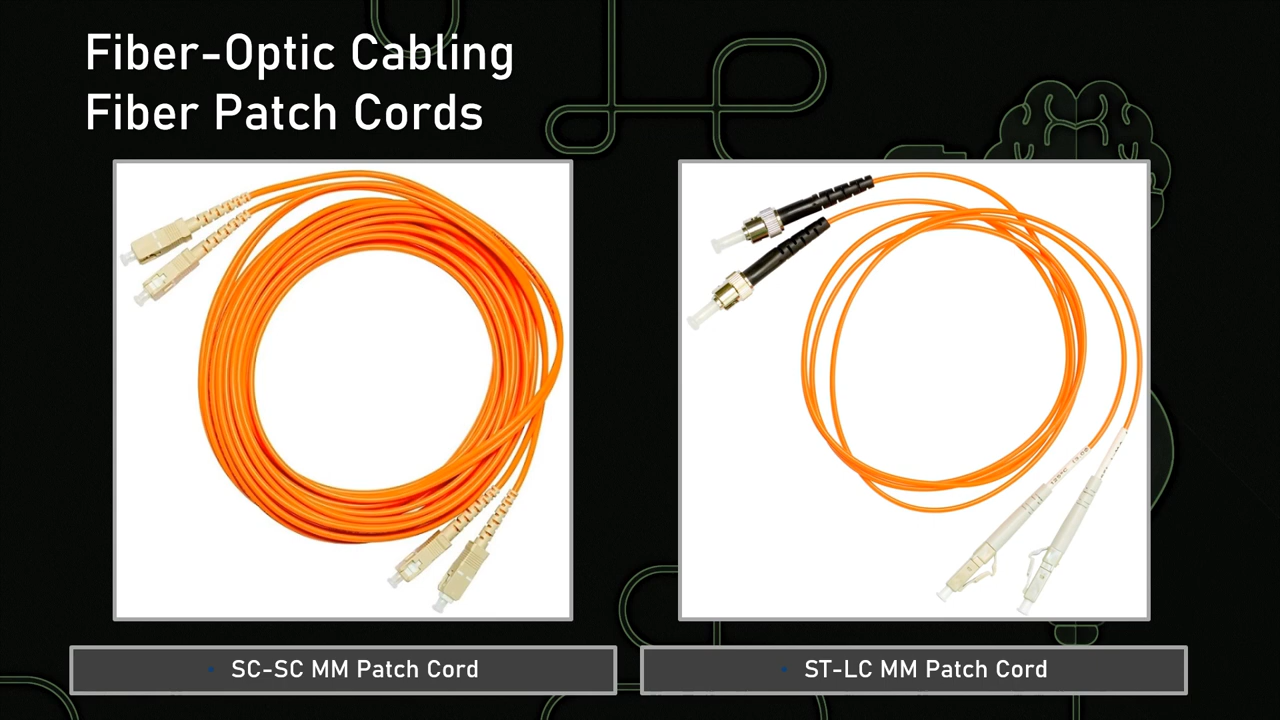 Fiber-Optic Cabling
Fiber Patch Cords
• SC-SC MM Patch Cord
• ST-LC MM Patch Cord